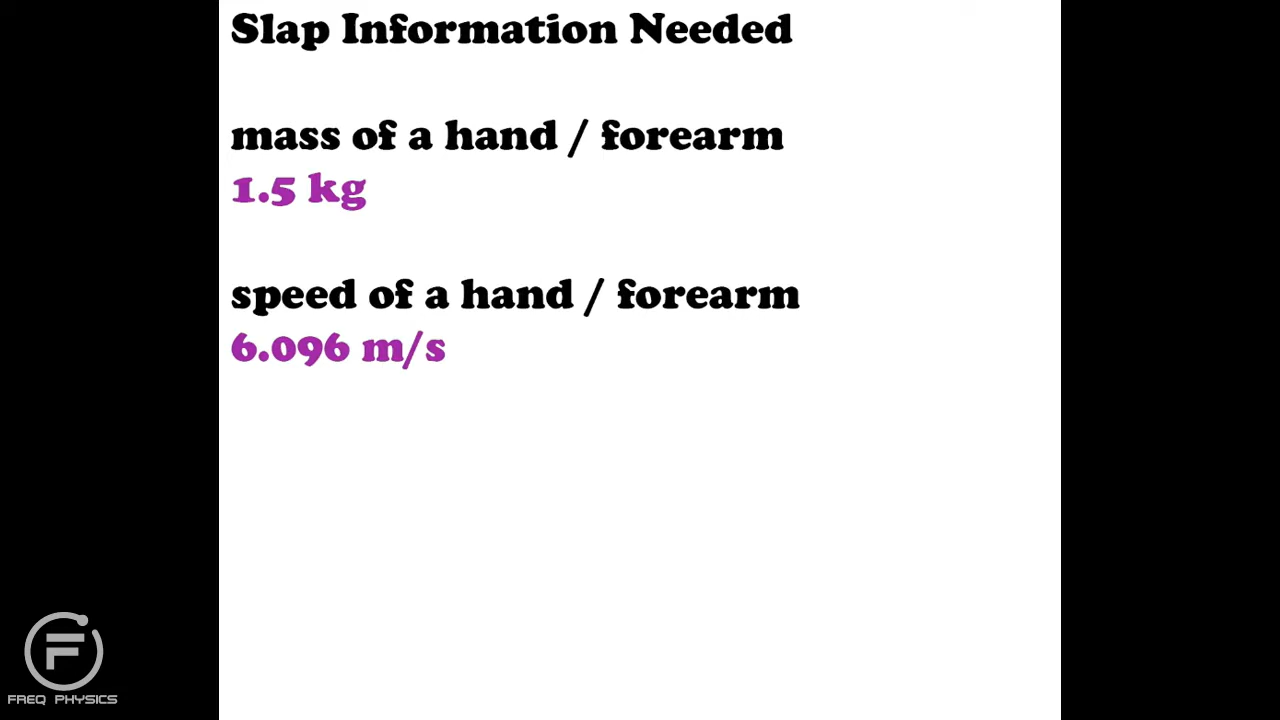 Slap Information Needed
mass of a hand / forearm
1.5 kg
speed of a hand / forearm
6.096 m/s
F
FREQ PHYSICS